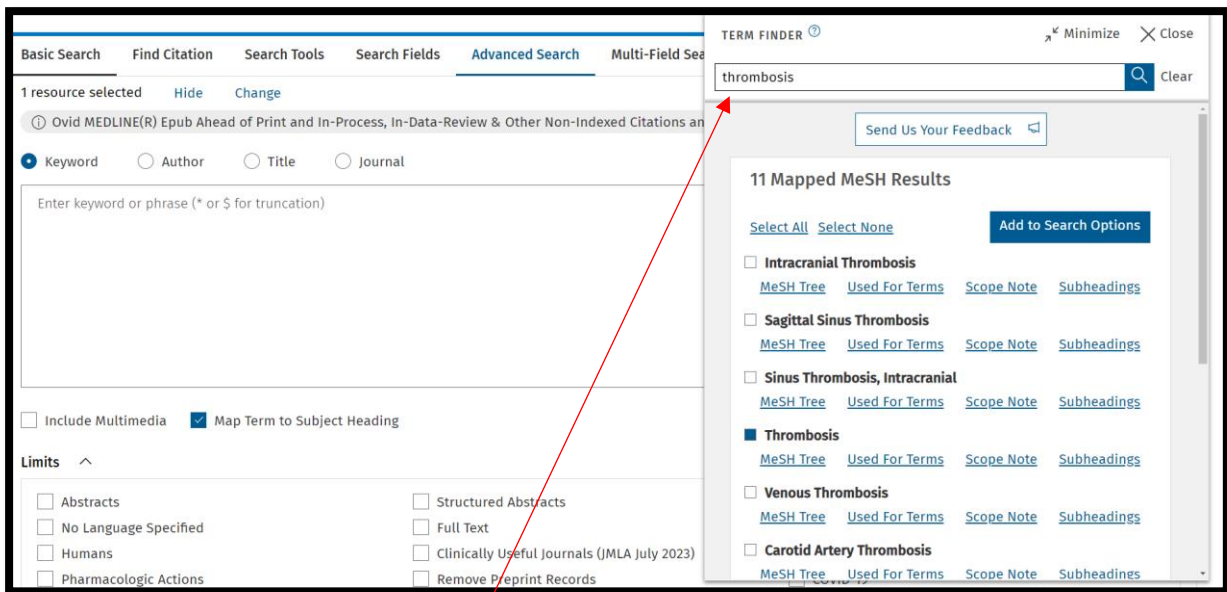 Basic Search Find Citation Search Tools Search Fields Advanced Search Multi-Field Sea
1 resource selected Hide Change
Ovid MEDLINE(R) Epub Ahead of Print and In-Process, In-Data-Review & Other Non-Indexed Citations an
Keyword Author Title Journal
Enter keyword or phrase (* or $ for truncation)
Include Multimedia Map Term to Subject Heading
Limits
Abstracts Structured Abstracts
No Language Specified Full Text
Humans Clinically Useful Journals (JMLA July 2023)
Pharmacologic Actions Remove Preprint Records
TERM FINDER Minimize Close
thrombosis Clear
Send Us Your Feedback
11 Mapped MeSH Results
Select All Select None Add to Search Options
Intracranial Thrombosis
MeSH Tree Used For Terms Scope Note Subheadings
Sagittal Sinus Thrombosis
MeSH Tree Used For Terms Scope Note Subheadings
Sinus Thrombosis, Intracranial
MeSH Tree Used For Terms Scope Note Subheadings
Thrombosis
MeSH Tree Used For Terms Scope Note Subheadings
Venous Thrombosis
MeSH Tree Used For Terms Scope Note Subheadings
Carotid Artery Thrombosis
MeSH Tree Used For Terms Scope Note Subheadings